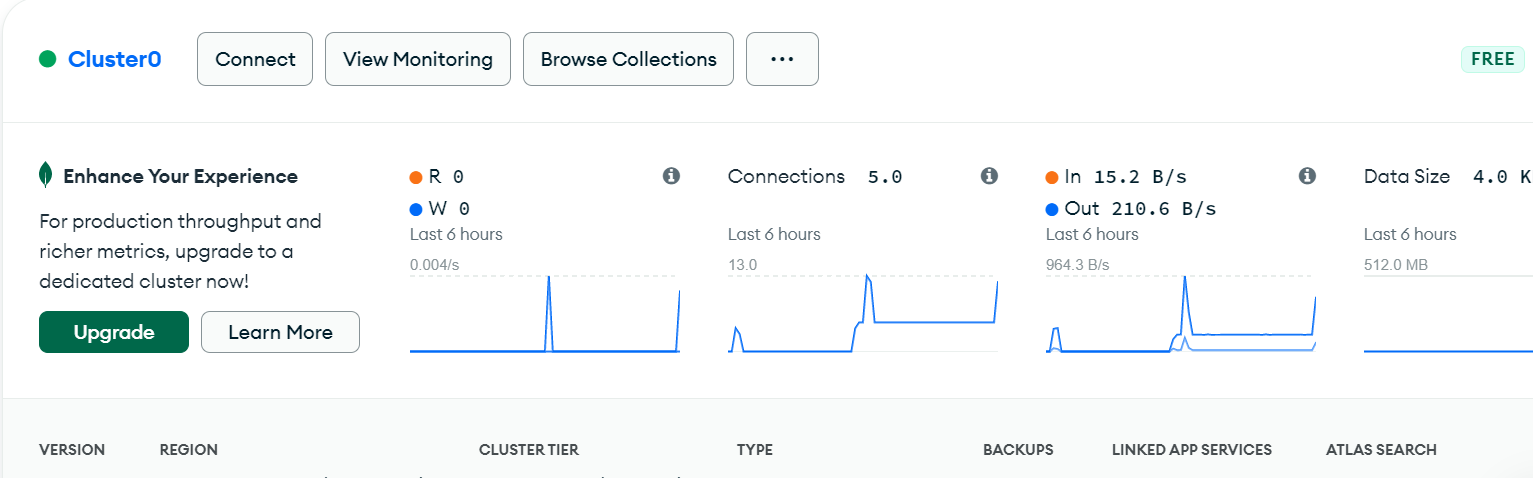 Cluster0
Connect
View Monitoring
Browse Collections
...
FREE
Enhance Your Experience
For production throughput and
richer metrics, upgrade to a
dedicated cluster now!
Upgrade
Learn More
R 0
W 0
Last 6 hours
0.004/s
Connections 5.0
Last 6 hours
13.0
In 15.2 B/s
Out 210.6 B/s
Last 6 hours
964.3 B/s
Data Size 4.0 K
Last 6 hours
512.0 MB
VERSION REGION CLUSTER TIER TYPE BACKUPS LINKED APP SERVICES ATLAS SEARCH